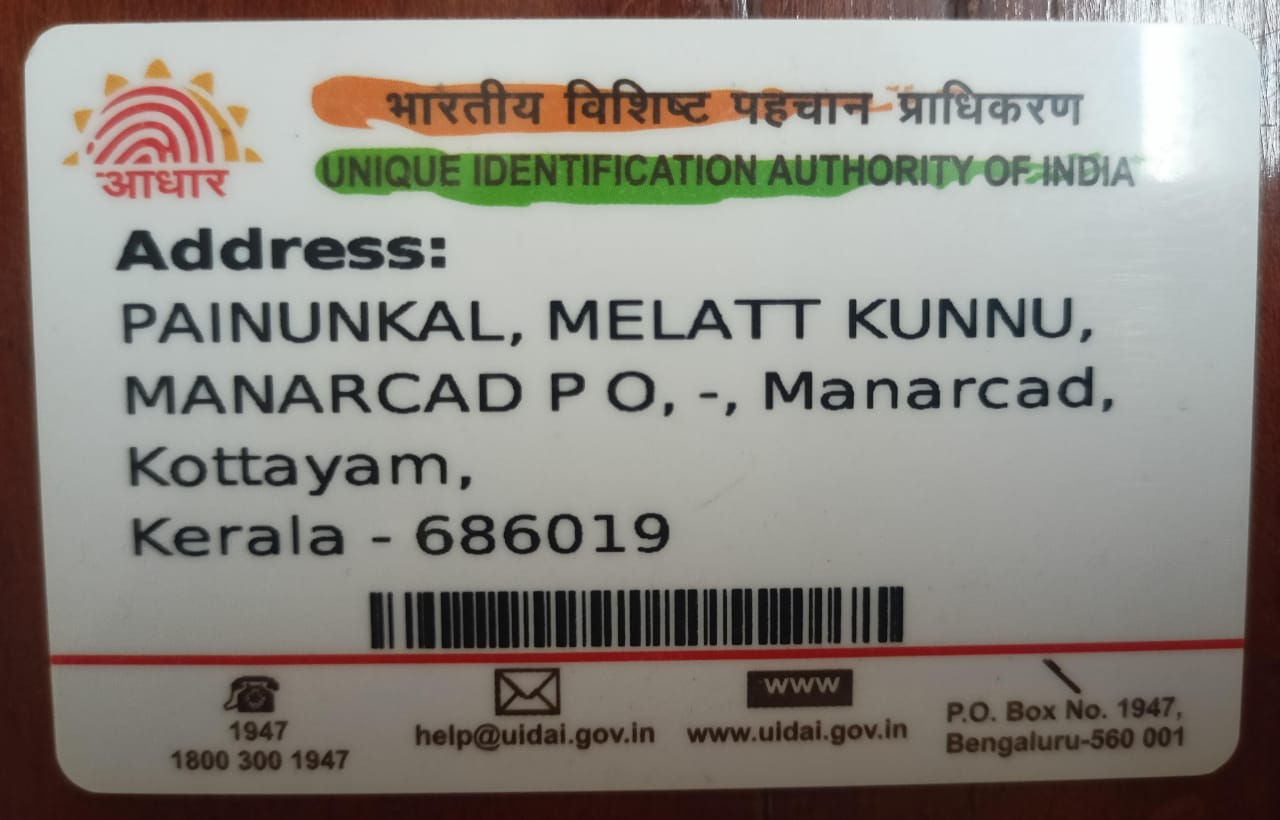 भारतीय विशिष्ट पहचान प्राधिकरण
UNIQUE IDENTIFICATION AUTHORITY OF INDIA
आधार
Address:
PAINUNKAL, MELATT KUNNU,
MANARCAD P O, -, Manarcad,
Kottayam,
Kerala - 686019
1947
1800 300 1947
help@uidai.gov.in
www
www.uidai.gov.in
P.O. Box No. 1947,
Bengaluru-560 001